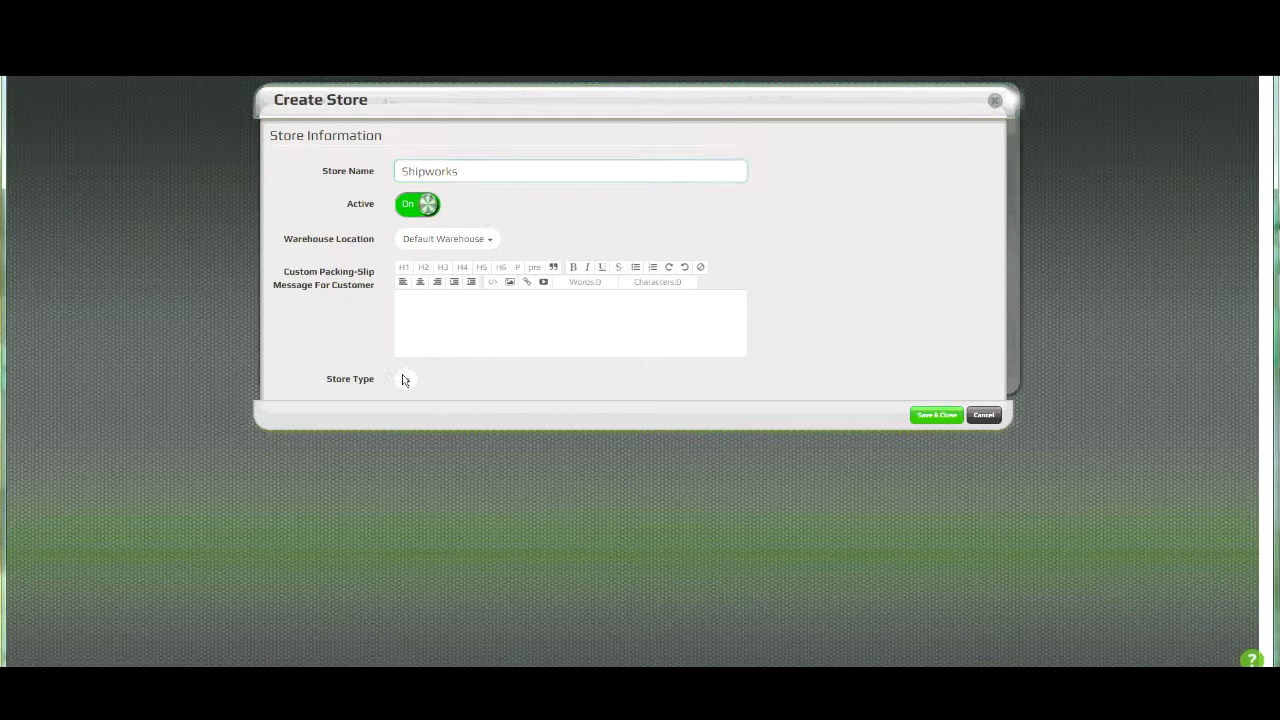 Create Store
Store Information
Store Name
Shipworks
Active
On
Warehouse Location
Default Warehouse
Custom Packing-Slip
Message For Customer
H1 H2 H3 H4 H5 H6 P pre B I U S
Words:0 Characters:0
Store Type
Save & Close Cancel
?